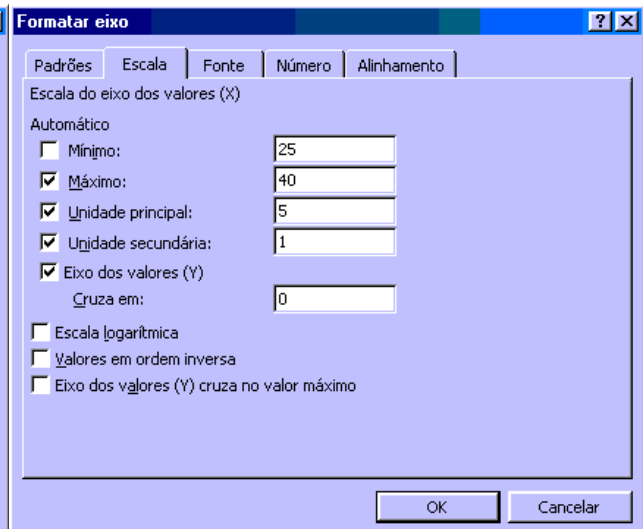 Formatar eixo
Padrões Escala Fonte Número Alinhamento
Escala do eixo dos valores (X)
Automático
Mínimo: 25
Máximo: 40
Unidade principal: 5
Unidade secundária: 1
Eixo dos valores (Y)
Cruza em: 0
Escala logarítmica
Valores em ordem inversa
Eixo dos valores (Y) cruza no valor máximo
OK Cancelar